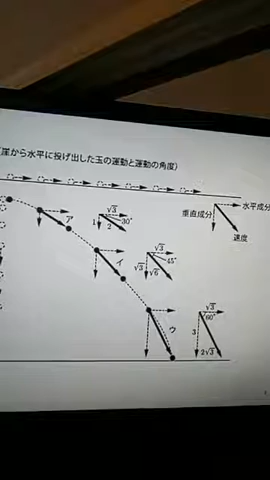 崖から水平に投げ出した玉の運動と運動の角度）
水平成分
垂直成分
速度
ア
√3
1
30°
2
イ
√3
√3
45°
√6
ウ
√3
60°
3
2√3